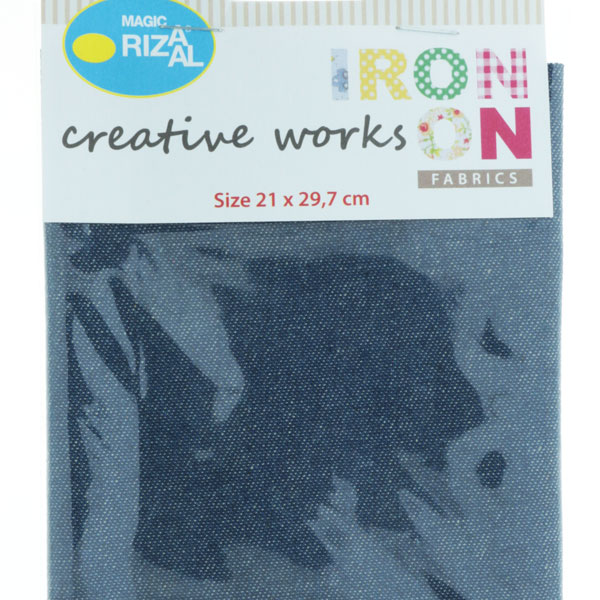 MAGIC
RIZAAL
IRON
creative works
ON
FABRICS
Size 21 x 29,7 cm